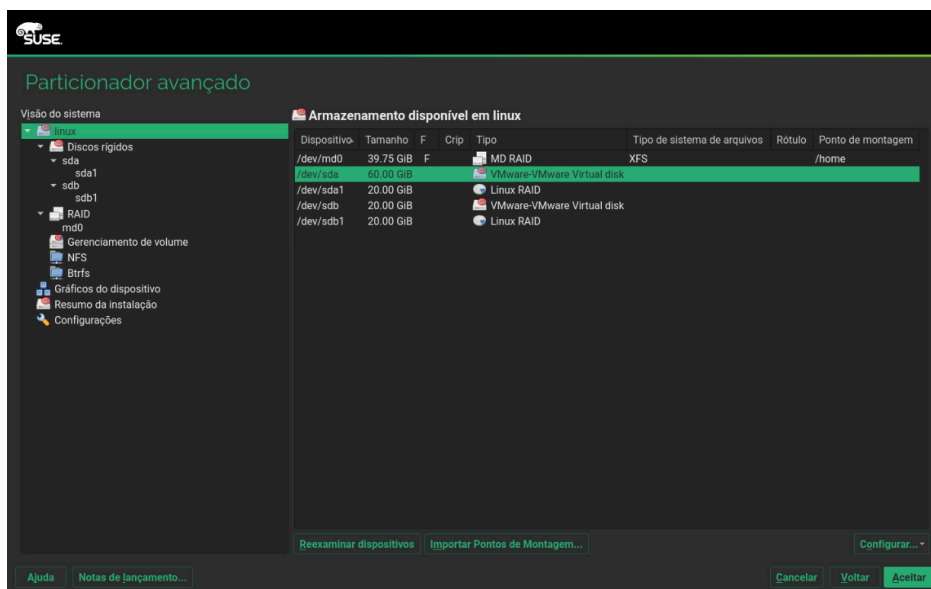 SUSE.
Particionador avançado
Visão do sistema
linux
Discos rígidos
sda
sda1
sdb
sdb1
RAID
md0
Gerenciamento de volume
NFS
Btrfs
Gráficos do dispositivo
Resumo da instalação
Configurações
Armazenamento disponível em linux
Dispositivo Tamanho F Crip Tipo Tipo de sistema de arquivos Rótulo Ponto de montagem
/dev/md0 39.75 GiB F MD RAID XFS /home
/dev/sda 60.00 GiB VMware-VMware Virtual disk
/dev/sda1 20.00 GiB Linux RAID
/dev/sdb 20.00 GiB VMware-VMware Virtual disk
/dev/sdb1 20.00 GiB Linux RAID
Reexaminar dispositivos Importar Pontos de Montagem... Configurar...
Ajuda Notas de lançamento... Cancelar Voltar Aceitar